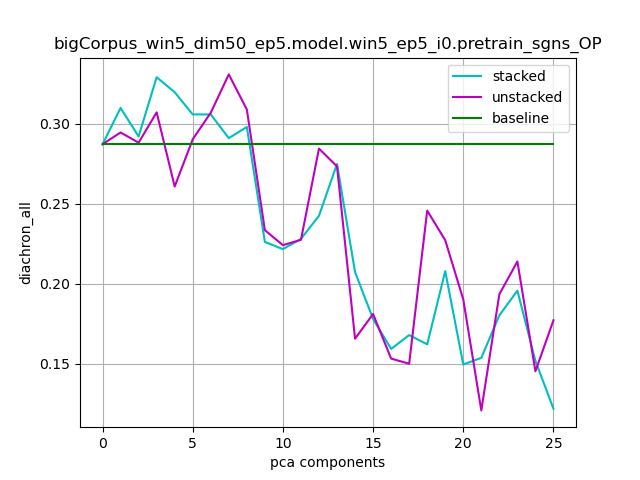 bigCorpus_win5_dim50_ep5.model.win5_ep5_i0.pretrain_sgns_OP
stacked
unstacked
baseline
0.30
0.25
0.20
0.15
diachron_all
0 5 10 15 20 25
pca components